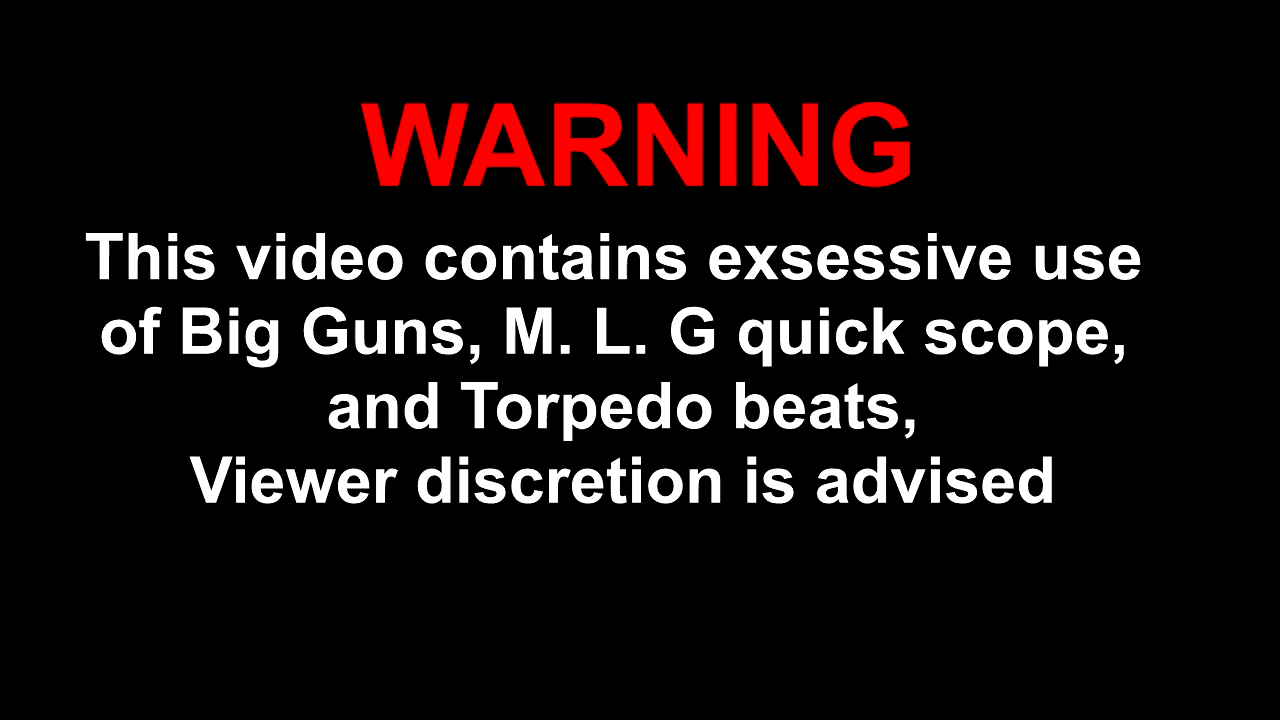 WARNING
This video contains exsessive use
of Big Guns, M. L. G quick scope,
and Torpedo beats,
Viewer discretion is advised